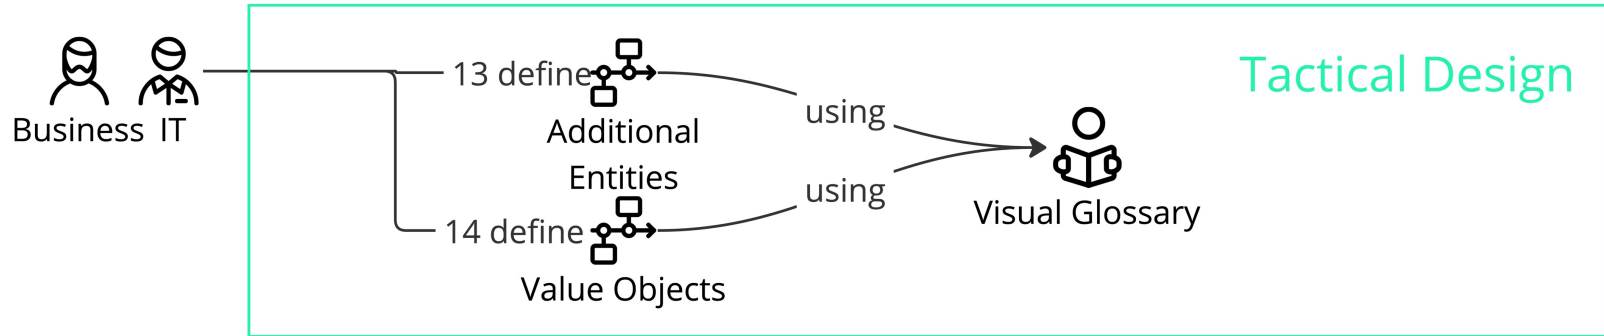 Tactical Design
13 define
Additional
Entities
using
Business IT
Visual Glossary
using
14 define
Value Objects